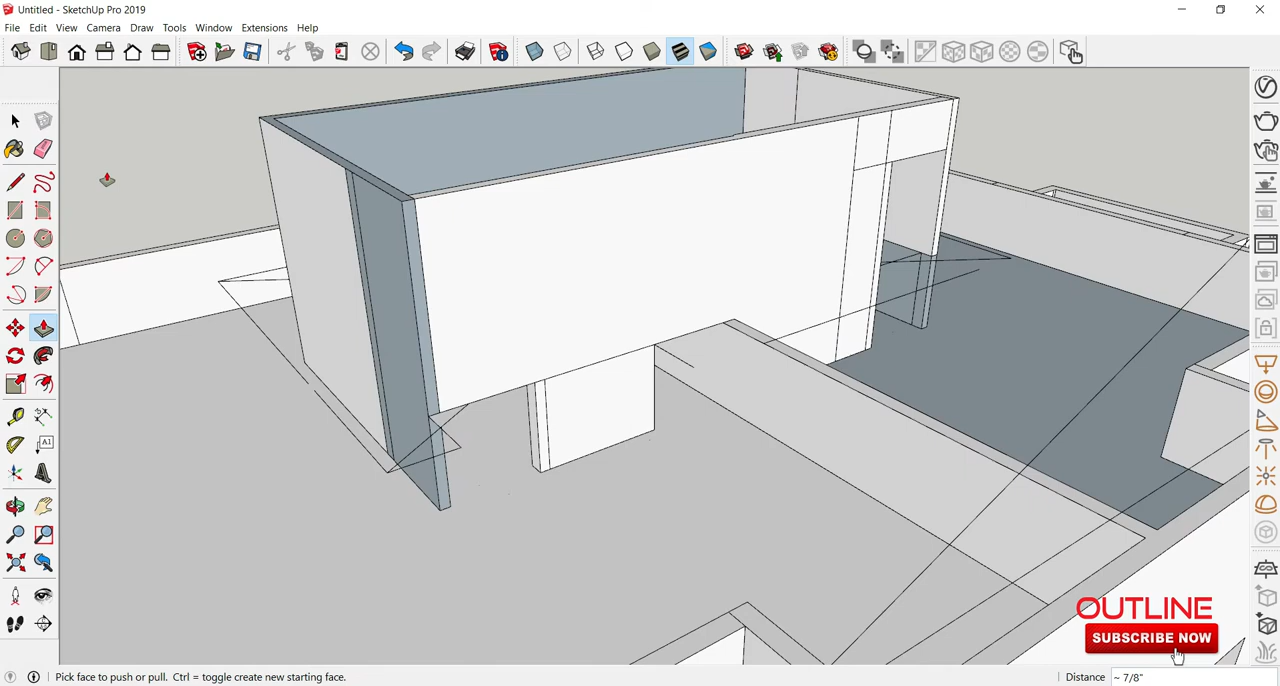 Untitled - SketchUp Pro 2019
File Edit View Camera Draw Tools Window Extensions Help
A1
OUTLINE
SUBSCRIBE NOW
Pick face to push or pull. Ctrl = toggle create new starting face.
Distance ~ 7/8"